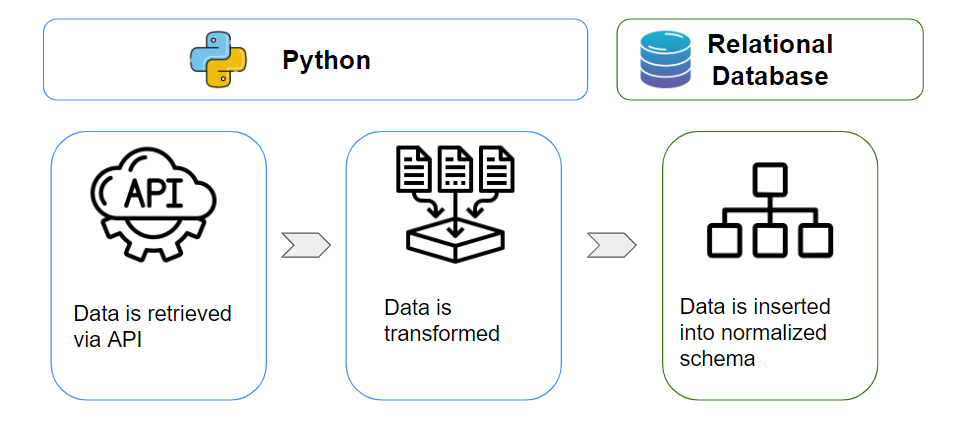 Python
Relational
Database
API
Data is retrieved
via API
Data is
transformed
Data is inserted
into normalized
schema